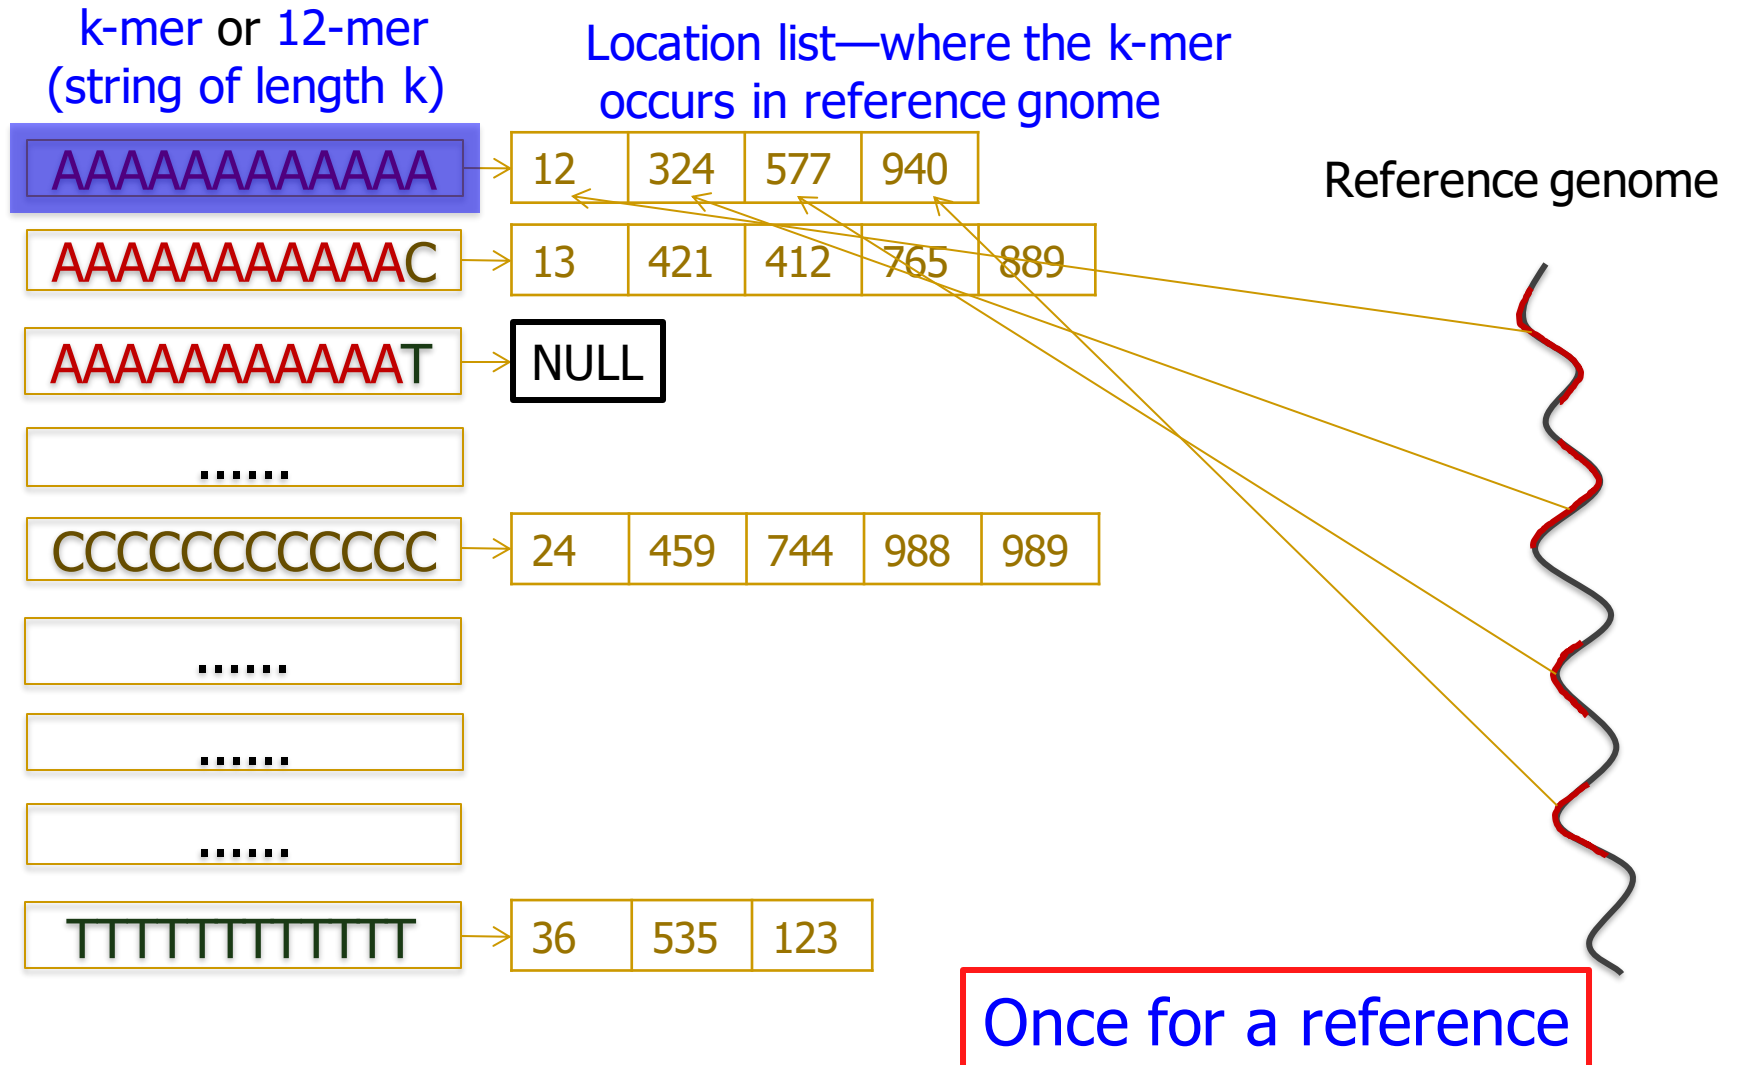 k-mer or 12-mer
(string of length k)
Location list—where the k-mer
occurs in reference gnome
Reference genome
AAAAAAAAAAAA
12 324 577 940
AAAAAAAAAAAC
13 421 412 765 889
AAAAAAAAAAAT
NULL
......
CCCCCCCCCCCC
24 459 744 988 989
......
......
......
TTTTTTTTTTTT
36 535 123
Once for a reference